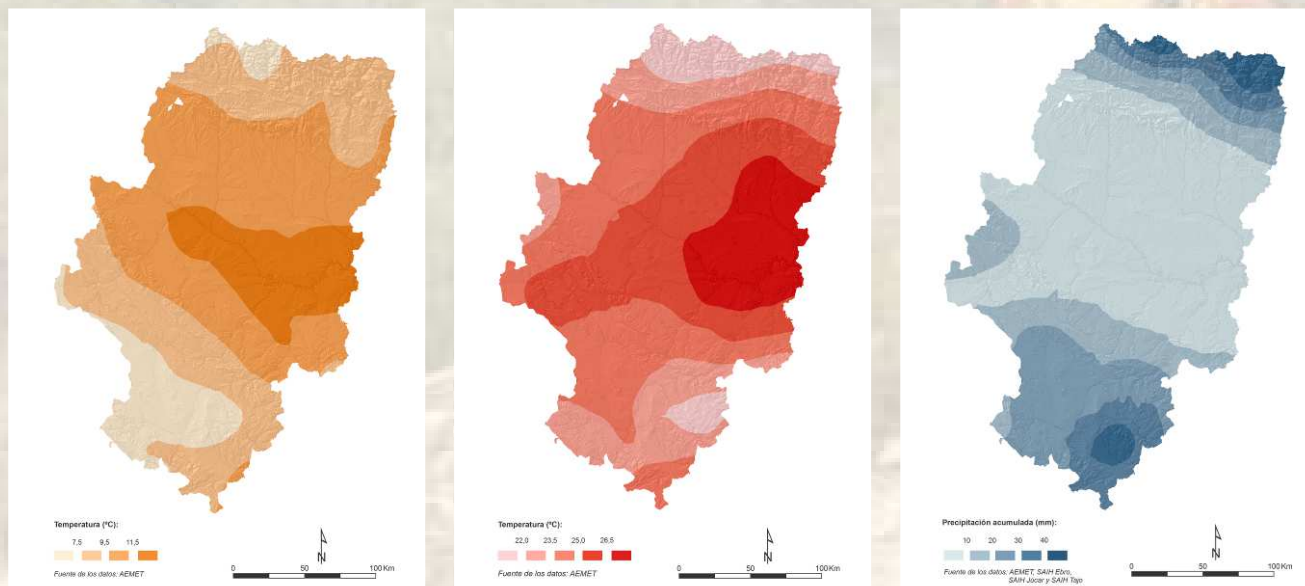 Temperatura (ºC):
7,5 9,5 11,5
N
0 50 100 Km
Fuente de los datos: AEMET
Temperatura (ºC):
22,0 23,5 25,0 26,5
N
0 50 100 Km
Fuente de los datos: AEMET
Precipitación acumulada (mm):
10 20 30 40
N
0 50 100 Km
Fuente de los datos: AEMET, SAIH Ebro,
SAIH Júcar y SAIH Tajo